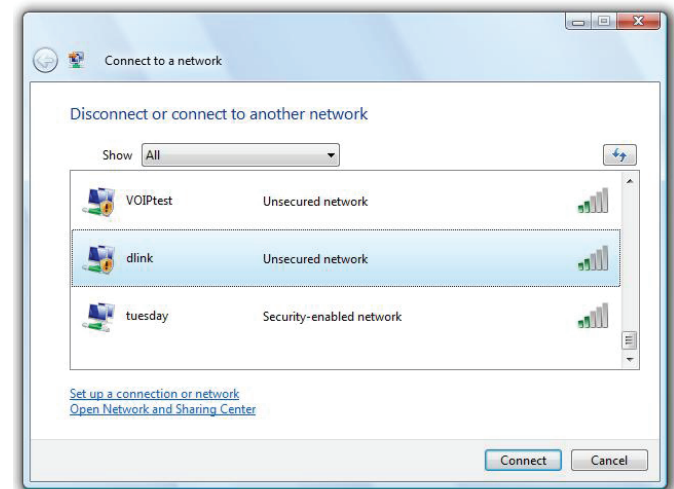 Connect to a network
Disconnect or connect to another network
Show All
VOIPtest Unsecured network
dlink Unsecured network
tuesday Security-enabled network
Set up a connection or network
Open Network and Sharing Center
Connect Cancel